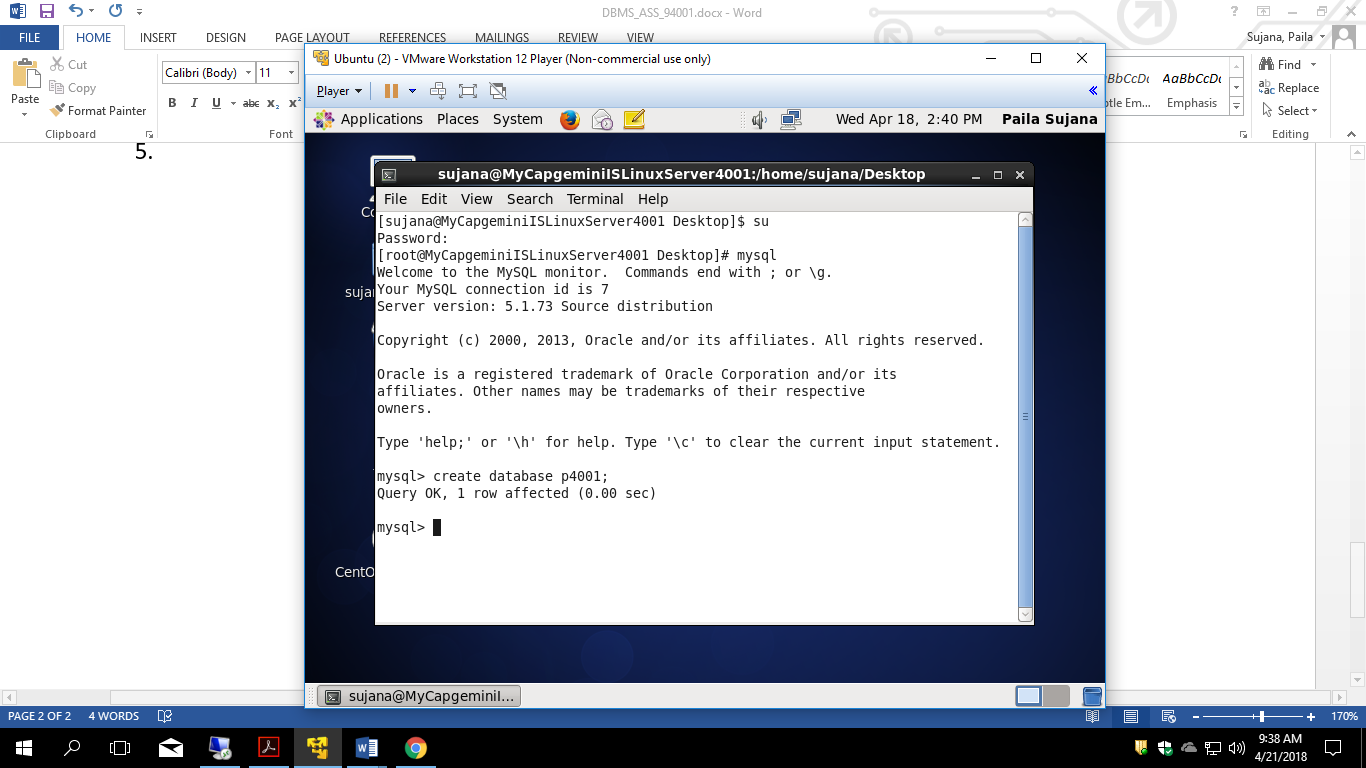 DBMS_ASS_94001.docx - Word
FILE HOME INSERT DESIGN PAGE LAYOUT REFERENCES MAILINGS REVIEW VIEW Sujana, Paila
Cut
Copy
Paste Format Painter
Clipboard
Calibri (Body) 11
B I U abc x₂ x²
Font
AaBbCcDc
Emphasis
Find
Replace
Select
Editing
5.
Ubuntu (2) - VMware Workstation 12 Player (Non-commercial use only)
Player
Applications Places System Wed Apr 18, 2:40 PM Paila Sujana
sujana@MyCapgeminiISLinuxServer4001:/home/sujana/Desktop
File Edit View Search Terminal Help
[sujana@MyCapgeminiISLinuxServer4001 Desktop]$ su
Password:
[root@MyCapgeminiISLinuxServer4001 Desktop]# mysql
Welcome to the MySQL monitor.  Commands end with ; or \g.
Your MySQL connection id is 7
Server version: 5.1.73 Source distribution
Copyright (c) 2000, 2013, Oracle and/or its affiliates. All rights reserved.
Oracle is a registered trademark of Oracle Corporation and/or its
affiliates. Other names may be trademarks of their respective
owners.
Type 'help;' or '\h' for help. Type '\c' to clear the current input statement.
mysql> create database p4001;
Query OK, 1 row affected (0.00 sec)
mysql>
sujana@MyCapgeminiI...
PAGE 2 OF 2 4 WORDS 170%
9:38 AM
4/21/2018